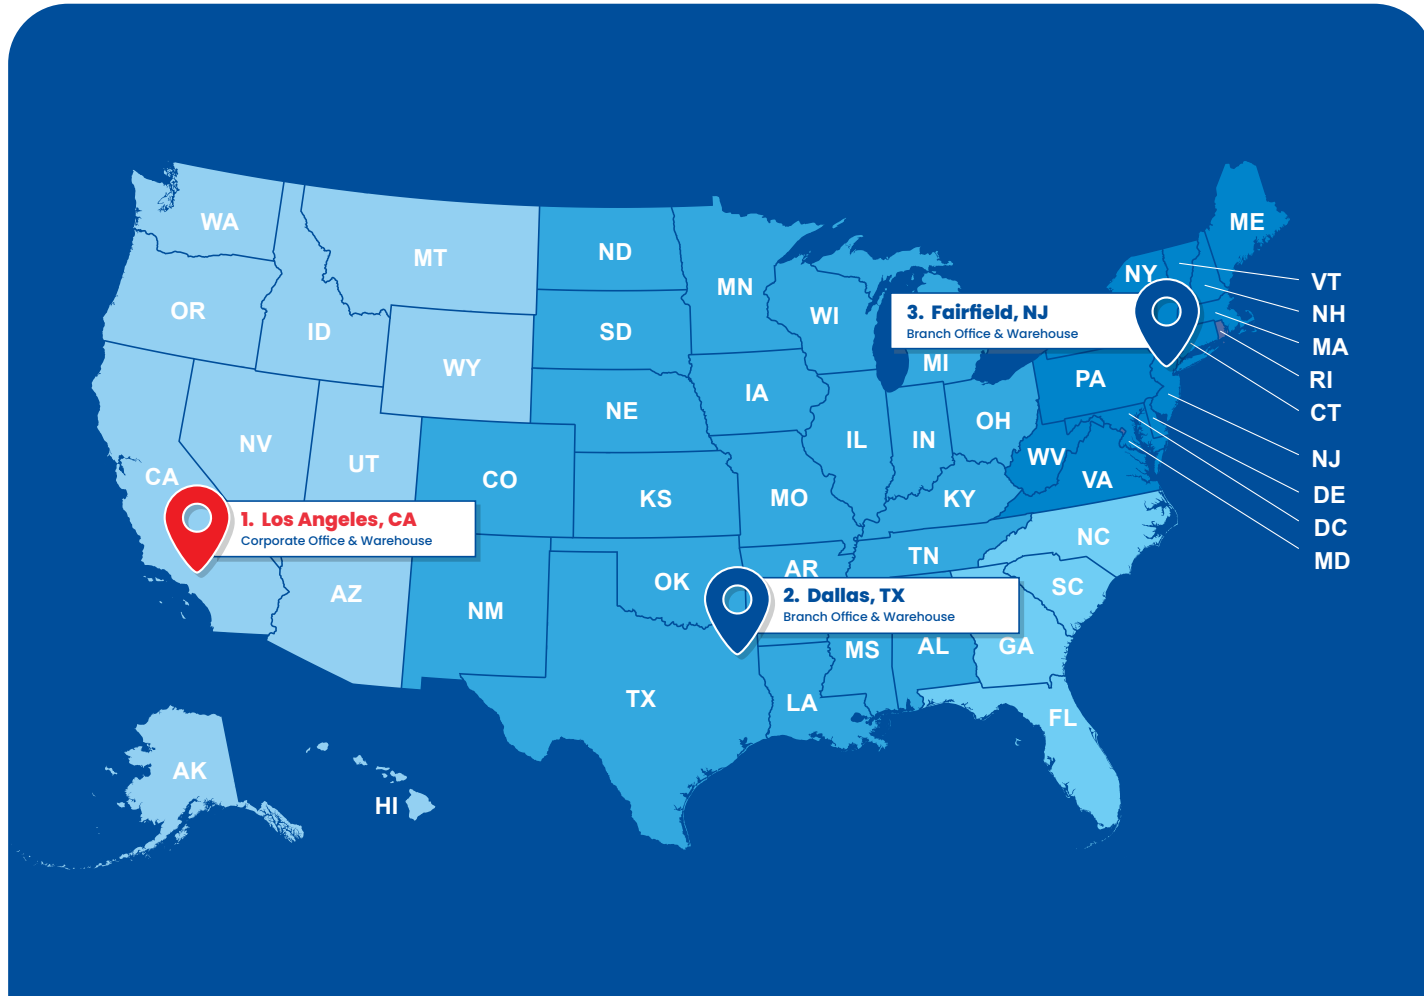 WA
MT
ND
MN
ME
NY
VT
NH
MA
RI
CT
NJ
DE
DC
MD
OR
ID
SD
WI
3. Fairfield, NJ
Branch Office & Warehouse
MI
WY
PA
NE
IA
OH
IL
IN
NV
UT
CO
WV
VA
CA
KS
MO
KY
1. Los Angeles, CA
Corporate Office & Warehouse
NC
TN
AR
OK
AZ
SC
2. Dallas, TX
Branch Office & Warehouse
NM
MS
AL
GA
TX
LA
FL
AK
HI